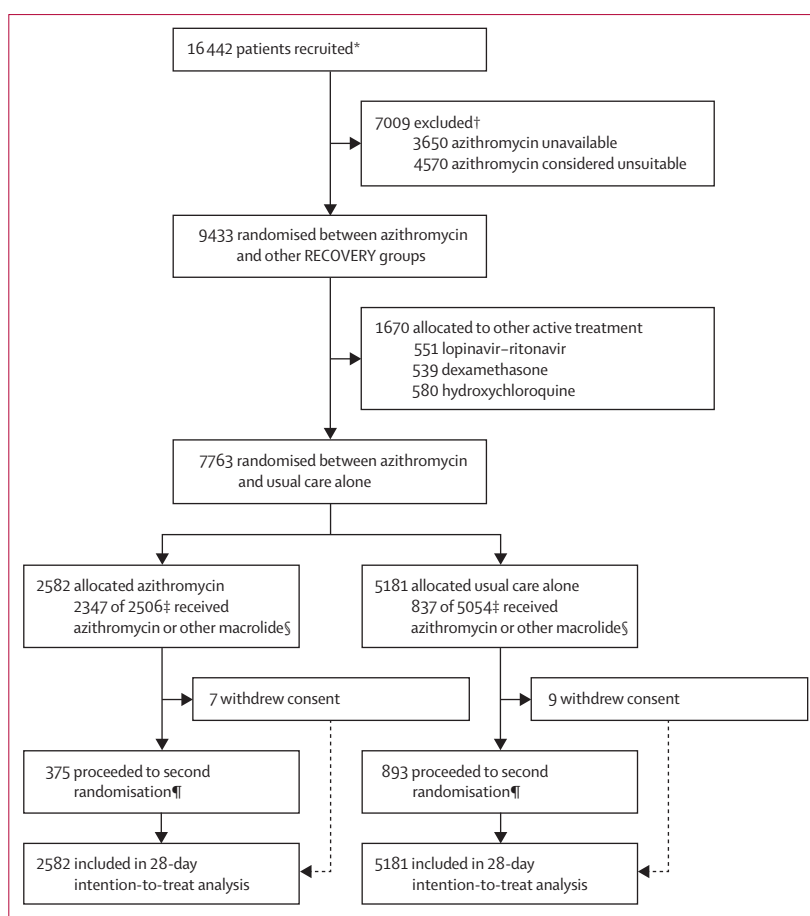 16 442 patients recruited*
7009 excluded†
3650 azithromycin unavailable
4570 azithromycin considered unsuitable
9433 randomised between azithromycin
and other RECOVERY groups
1670 allocated to other active treatment
551 lopinavir–ritonavir
539 dexamethasone
580 hydroxychloroquine
7763 randomised between azithromycin
and usual care alone
2582 allocated azithromycin
2347 of 2506‡ received
azithromycin or other macrolide§
5181 allocated usual care alone
837 of 5054‡ received
azithromycin or other macrolide§
7 withdrew consent
9 withdrew consent
375 proceeded to second
randomisation¶
893 proceeded to second
randomisation¶
2582 included in 28-day
intention-to-treat analysis
5181 included in 28-day
intention-to-treat analysis